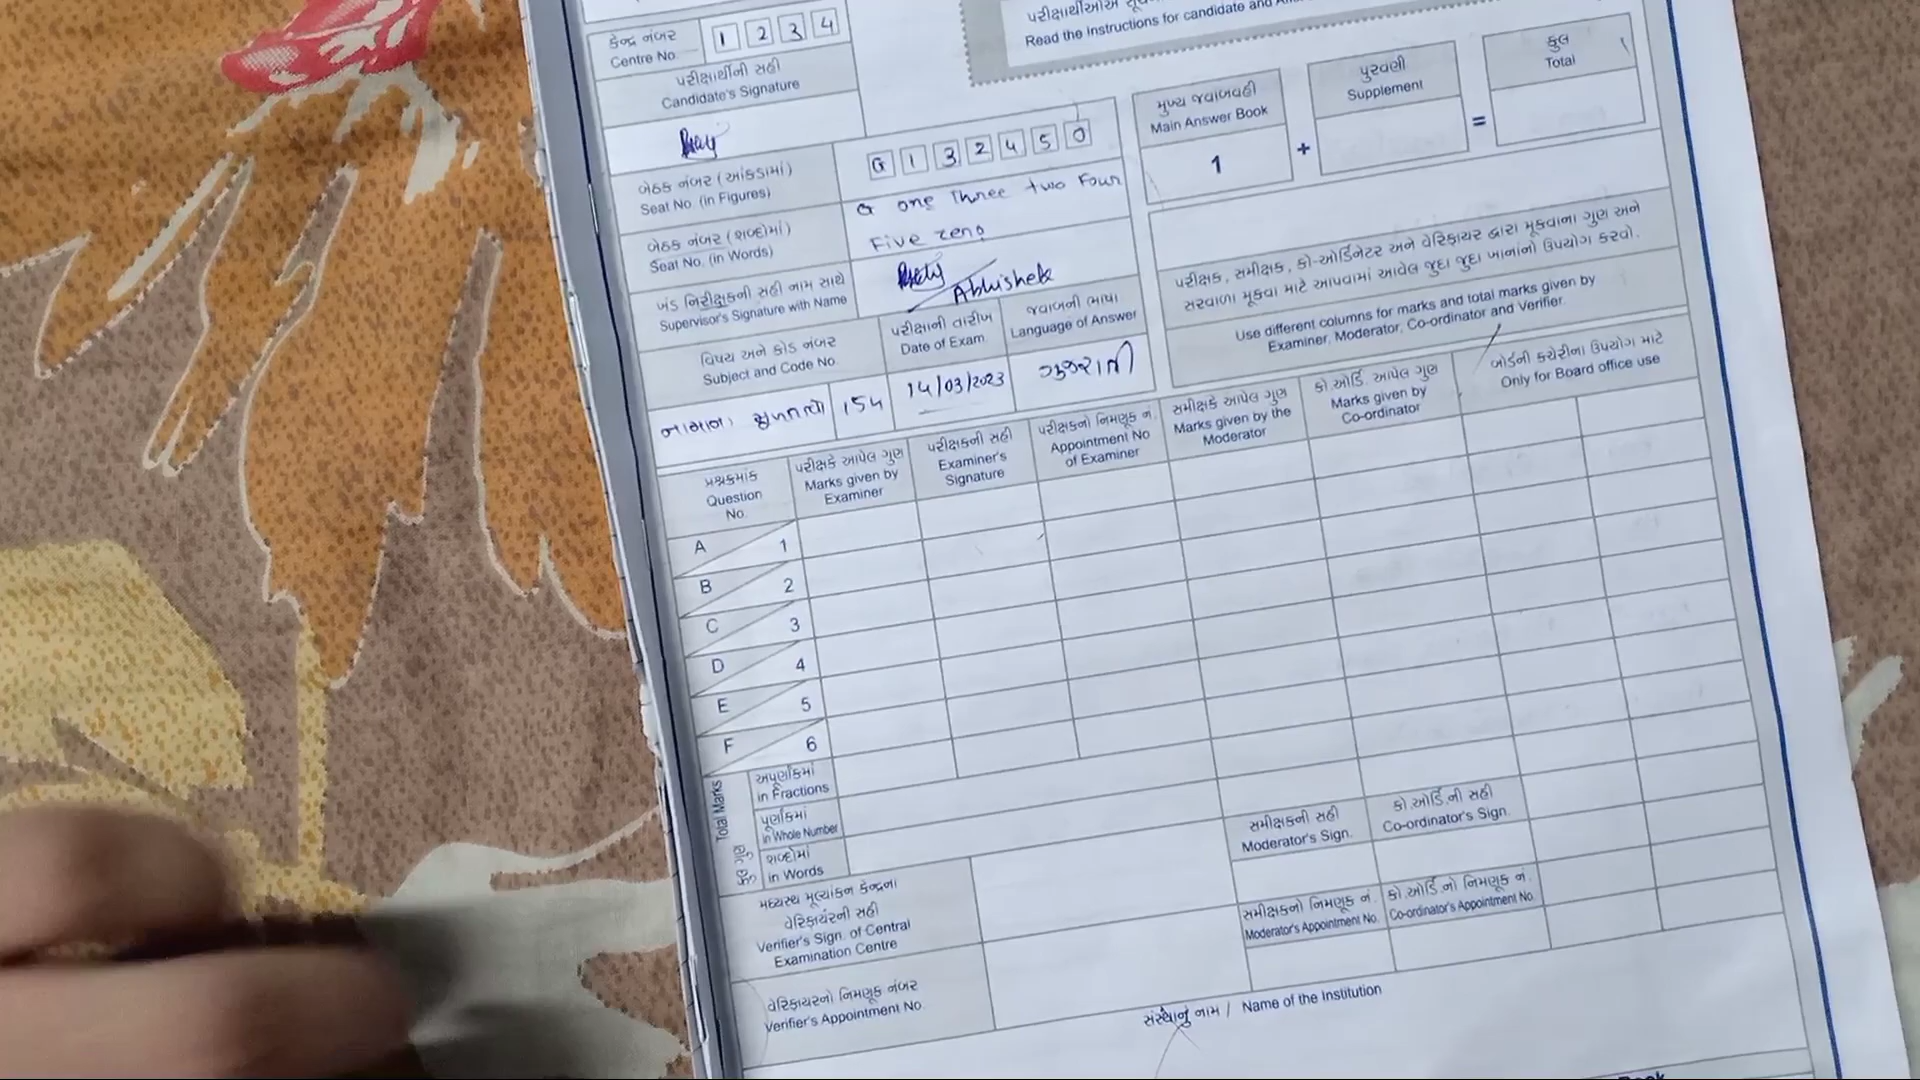 પરીક્ષાર્થીઓએ
Read the instructions for candidate and
કેન્દ્ર નંબર
Centre No.
1 2 3 4
પરીક્ષાર્થીની સહી
Candidate's Signature
બેઠક નંબર (આંકડામાં)
Seat No. (in Figures)
G 1 3 2 4 5 0
બેઠક નંબર (શબ્દોમાં)
Seat No. (in Words)
G one Three two Four
Five zero
ખંડ નિરીક્ષકની સહી નામ સાથે
Supervisor's Signature with Name
Abhishek
મુખ્ય જવાબવહી
Main Answer Book
1
+
પુરવણી
Supplement
=
કુલ
Total
પરીક્ષક, સમીક્ષક, કો-ઓર્ડિનેટર અને વેરિફાયર દ્વારા મૂકવાના ગુણ અને
સરવાળા મૂકવા માટે આપવામાં આવેલ જુદા જુદા ખાનાંનો ઉપયોગ કરવો.
Use different columns for marks and total marks given by
Examiner, Moderator, Co-ordinator and Verifier.
વિષય અને કોડ નંબર
Subject and Code No.
પરીક્ષાની તારીખ
Date of Exam.
જવાબની ભાષા
Language of Answer
154
14/03/2023
ગુજરાતી
પ્રશ્નક્રમાંક
Question
No.
પરીક્ષકે આપેલ ગુણ
Marks given by
Examiner
પરીક્ષકની સહી
Examiner's
Signature
પરીક્ષકનો નિમણૂક નં.
Appointment No
of Examiner
સમીક્ષકે આપેલ ગુણ
Marks given by the
Moderator
કો.ઓર્ડિ. આપેલ ગુણ
Marks given by
Co-ordinator
બોર્ડની કચેરીના ઉપયોગ માટે
Only for Board office use
A 1
B 2
C 3
D 4
E 5
F 6
કુલ ગુણ
Total Marks
અપૂર્ણાંકમાં
in Fractions
પૂર્ણાંકમાં
in Whole Number
શબ્દોમાં
in Words
સમીક્ષકની સહી
Moderator's Sign.
કો.ઓર્ડિ.ની સહી
Co-ordinator's Sign.
મધ્યસ્થ મૂલ્યાંકન કેન્દ્રના
વેરિફાયરની સહી
Verifier's Sign. of Central
Examination Centre
સમીક્ષકનો નિમણૂક નં.
Moderator's Appointment No.
કો.ઓર્ડિ.નો નિમણૂક નં.
Co-ordinator's Appointment No.
વેરિફાયરનો નિમણૂક નંબર
Verifier's Appointment No.
સંસ્થાનું નામ / Name of the Institution